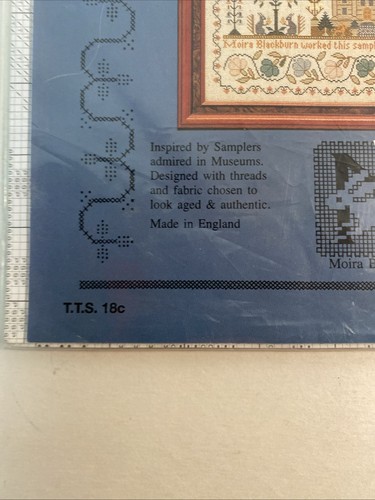 Moira Blackburn worked this sampl
Inspired by Samplers
admired in Museums.
Designed with threads
and fabric chosen to
look aged & authentic.
Made in England
Moira B
T.T.S. 18c